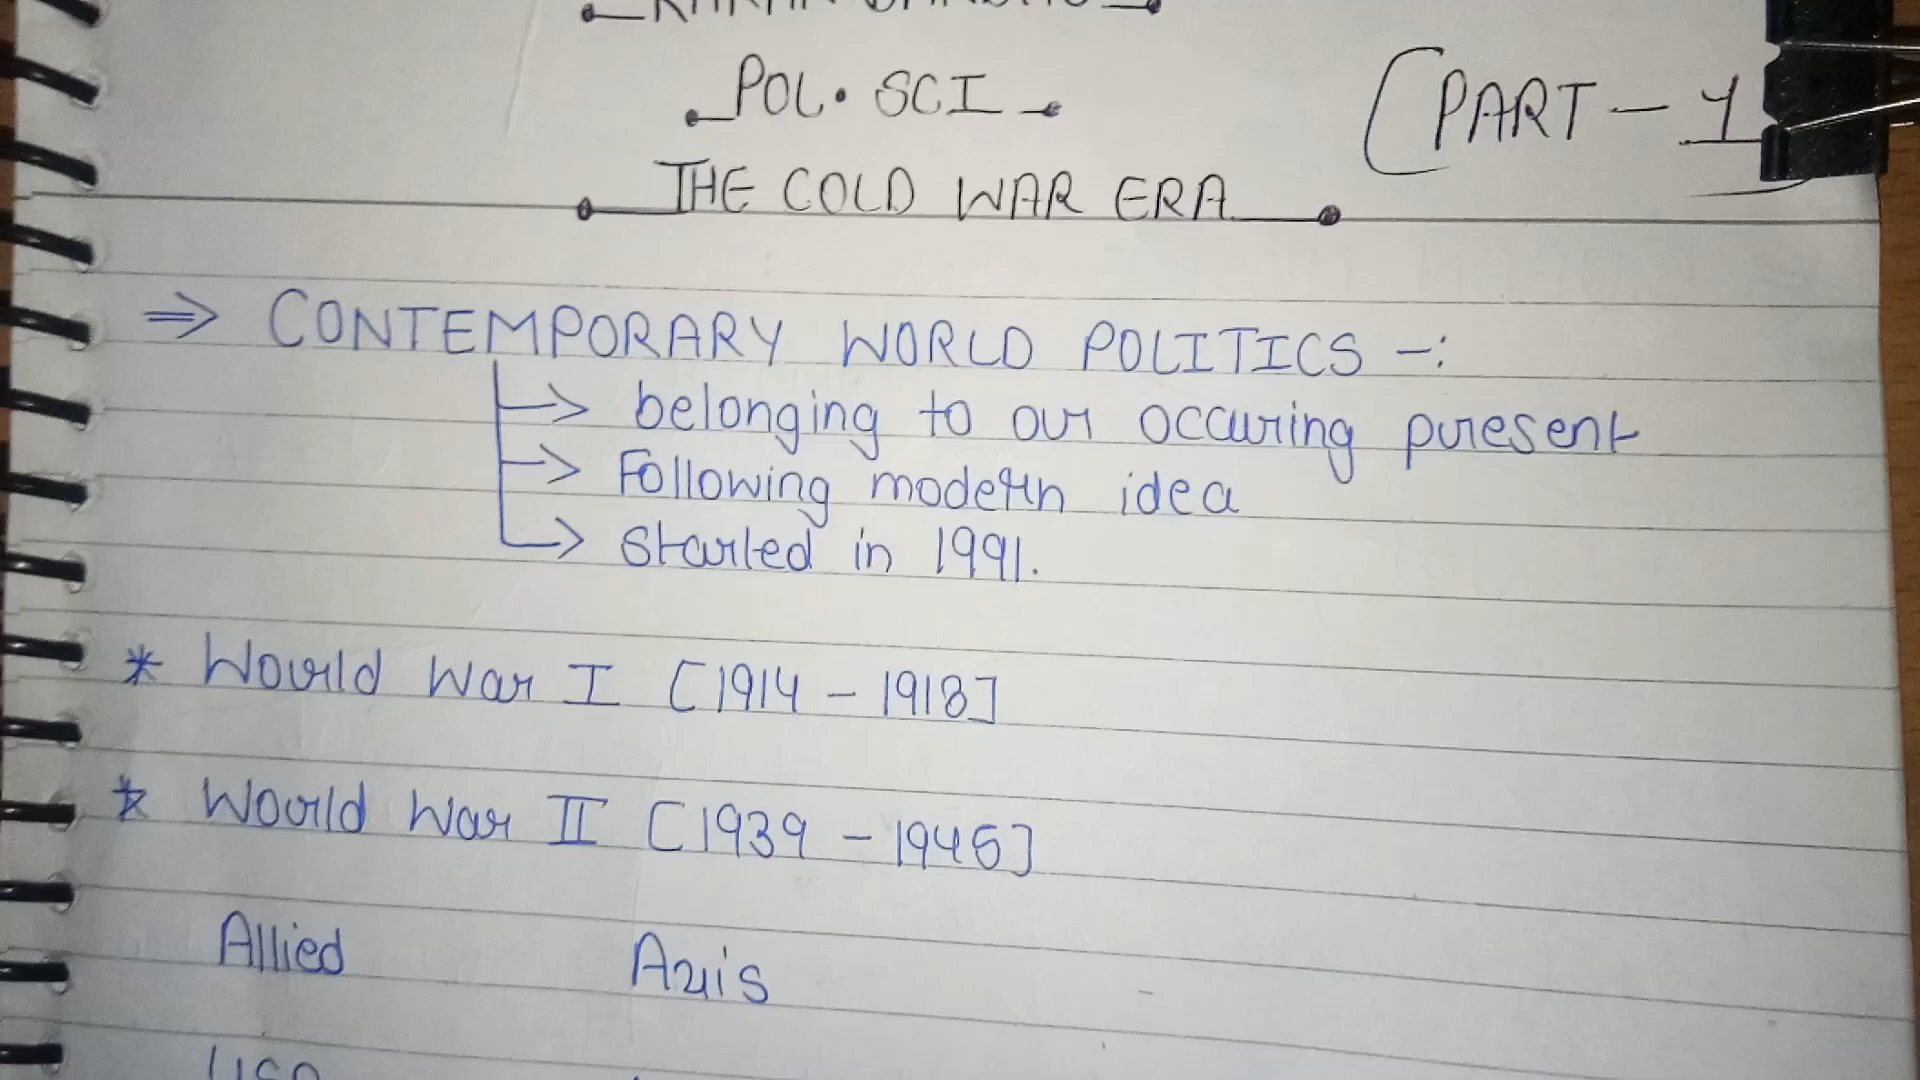 POL. SCI
(PART - 1
THE COLD WAR ERA
⇒ CONTEMPORARY WORLD POLITICS -:
→ belonging to our occuring present
→ Following modern idea
→ started in 1991.
* World War I [1914 - 1918]
* World War II [1939 - 1945]
Allied Axis